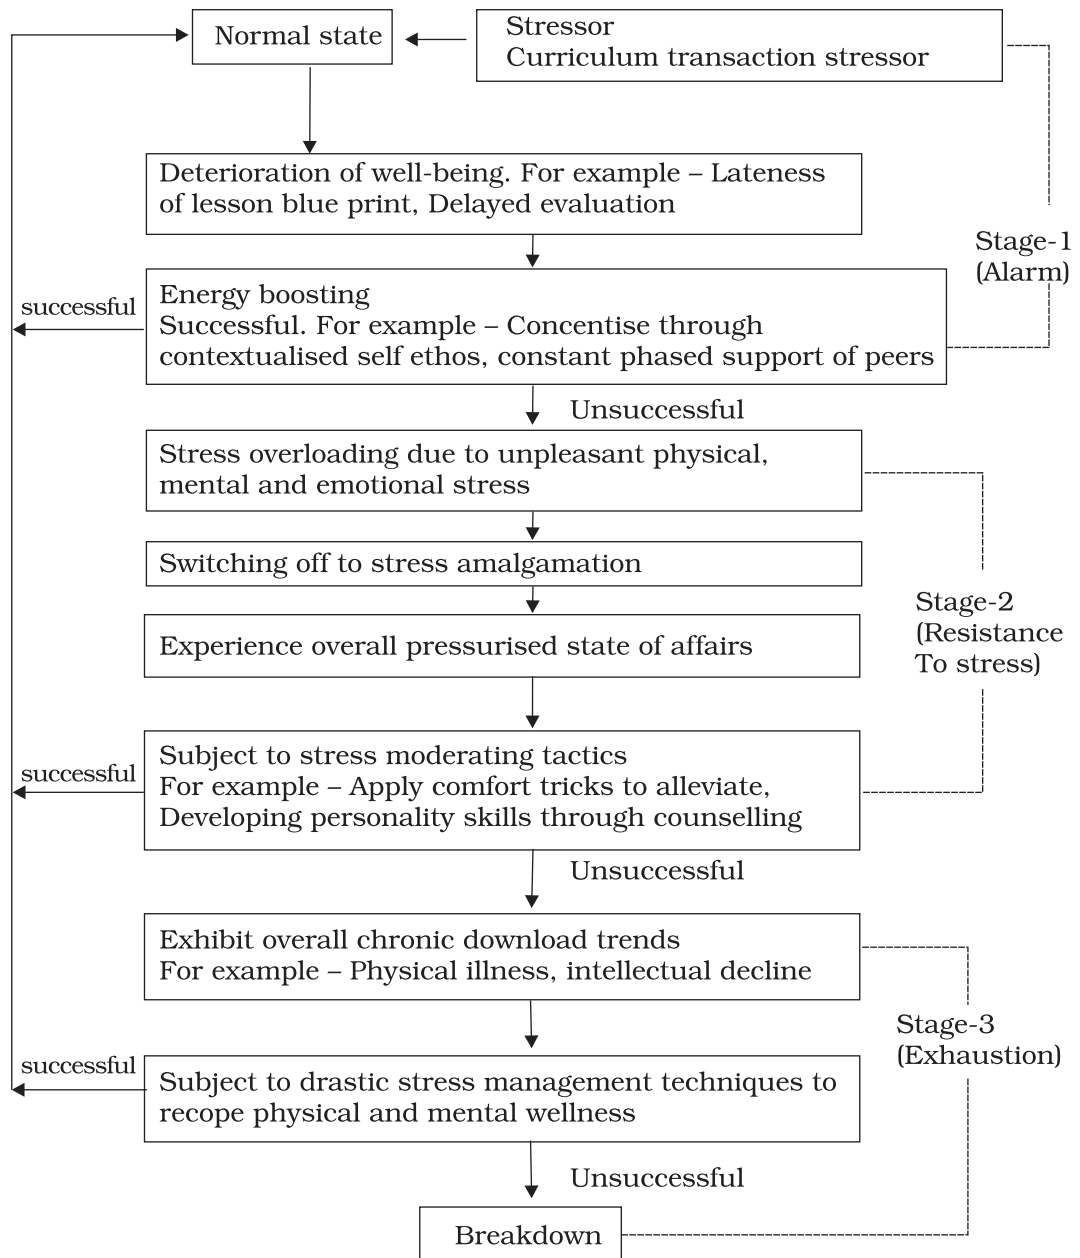 Normal state
Stressor
Curriculum transaction stressor
Deterioration of well-being. For example – Lateness
of lesson blue print, Delayed evaluation
Stage-1
(Alarm)
successful
Energy boosting
Successful. For example – Concentise through
contextualised self ethos, constant phased support of peers
Unsuccessful
Stress overloading due to unpleasant physical,
mental and emotional stress
Switching off to stress amalgamation
Stage-2
(Resistance
To stress)
Experience overall pressurised state of affairs
successful
Subject to stress moderating tactics
For example – Apply comfort tricks to alleviate,
Developing personality skills through counselling
Unsuccessful
Exhibit overall chronic download trends
For example – Physical illness, intellectual decline
Stage-3
(Exhaustion)
successful
Subject to drastic stress management techniques to
recope physical and mental wellness
Unsuccessful
Breakdown